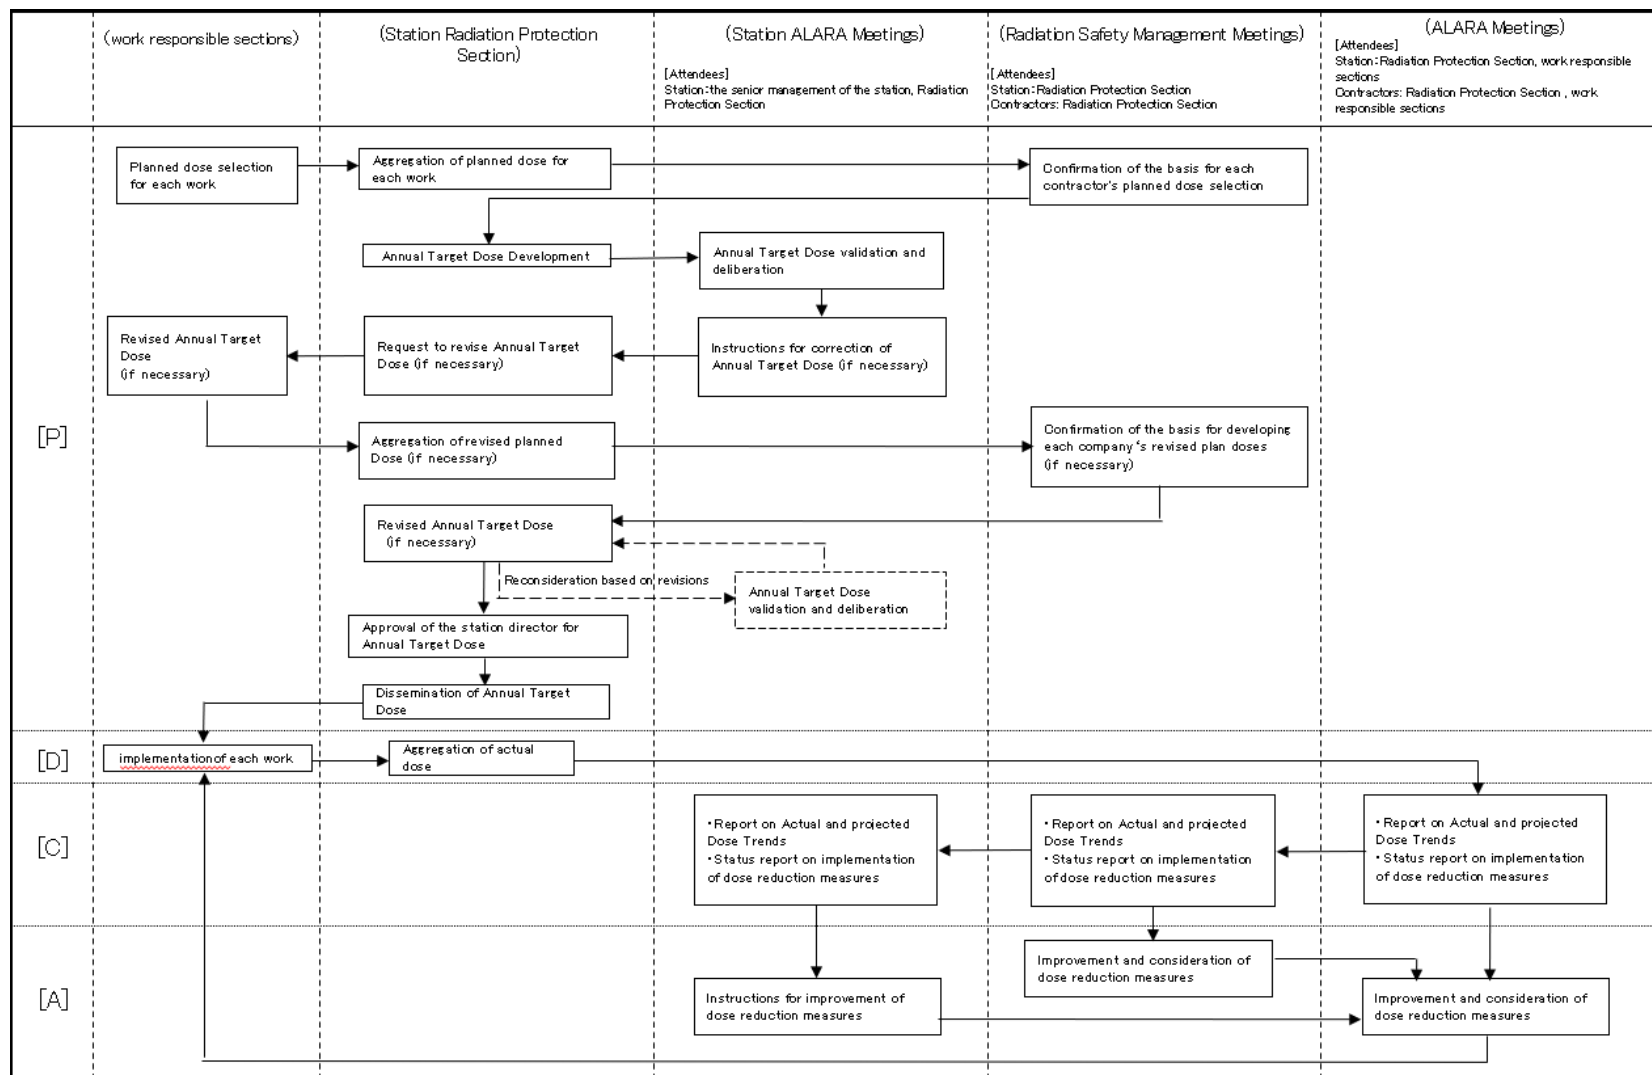 (work responsible sections)
(Station Radiation Protection
Section)
(Station ALARA Meetings)
[Attendees]
Station:the senior management of the station, Radiation
Protection Section
(Radiation Safety Management Meetings)
[Attendees]
Station:Radiation Protection Section
Contractors: Radiation Protection Section
(ALARA Meetings)
[Attendees]
Station:Radiation Protection Section, work responsible
sections
Contractors: Radiation Protection Section , work
responsible sections
[P]
Planned dose selection
for each work
Aggregation of planned dose for
each work
Confirmation of the basis for each
contractor's planned dose selection
Annual Target Dose Development
Annual Target Dose validation and
deliberation
Revised Annual Target
Dose
(if necessary)
Request to revise Annual Target
Dose (if necessary)
Instructions for correction of
Annual Target Dose (if necessary)
Aggregation of revised planned
Dose (if necessary)
Confirmation of the basis for developing
each company's revised plan doses
(if necessary)
Revised Annual Target Dose
(if necessary)
Reconsideration based on revisions
Annual Target Dose
validation and deliberation
Approval of the station director for
Annual Target Dose
Dissemination of Annual Target
Dose
[D]
implementationof each work
Aggregation of actual
dose
[C]
・Report on Actual and projected
Dose Trends
・Status report on implementation
of dose reduction measures
・Report on Actual and projected
Dose Trends
・Status report on implementation
of dose reduction measures
・Report on Actual and projected
Dose Trends
・Status report on implementation
of dose reduction measures
[A]
Instructions for improvement of
dose reduction measures
Improvement and consideration of
dose reduction measures
Improvement and consideration of
dose reduction measures